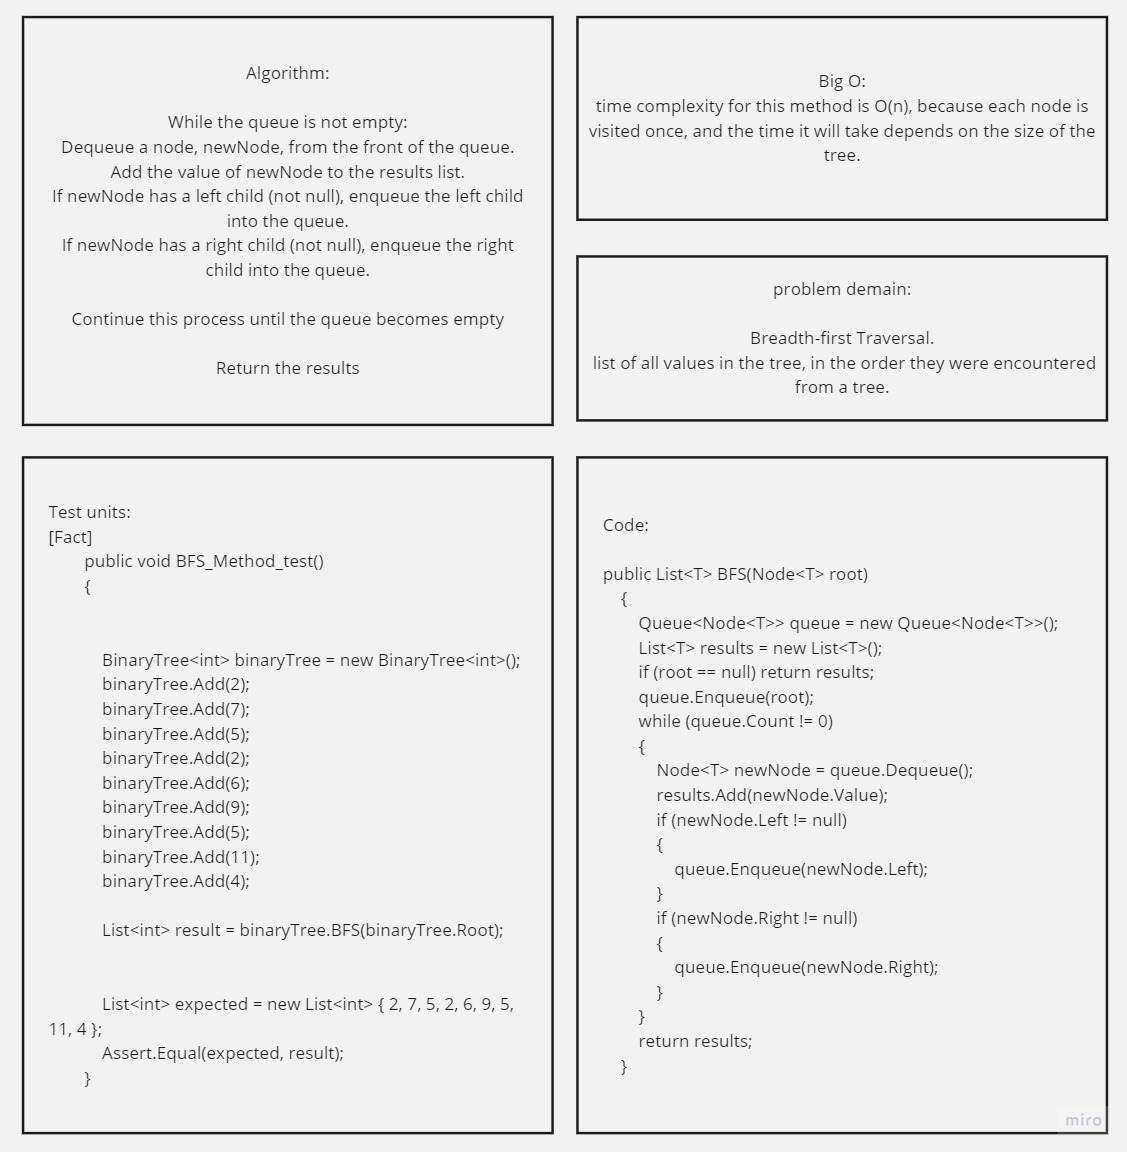 Algorithm:
While the queue is not empty:
Dequeue a node, newNode, from the front of the queue.
Add the value of newNode to the results list.
If newNode has a left child (not null), enqueue the left child
into the queue.
If newNode has a right child (not null), enqueue the right
child into the queue.
Continue this process until the queue becomes empty
Return the results
Big O:
time complexity for this method is O(n), because each node is
visited once, and the time it will take depends on the size of the
tree.
problem demain:
Breadth-first Traversal.
list of all values in the tree, in the order they were encountered
from a tree.
Test units:
[Fact]
public void BFS_Method_test()
{
BinaryTree<int> binaryTree = new BinaryTree<int>();
binaryTree.Add(2);
binaryTree.Add(7);
binaryTree.Add(5);
binaryTree.Add(2);
binaryTree.Add(6);
binaryTree.Add(9);
binaryTree.Add(5);
binaryTree.Add(11);
binaryTree.Add(4);
List<int> result = binaryTree.BFS(binaryTree.Root);
List<int> expected = new List<int> { 2, 7, 5, 2, 6, 9, 5,
11, 4 };
Assert.Equal(expected, result);
}
Code:
public List<T> BFS(Node<T> root)
{
Queue<Node<T>> queue = new Queue<Node<T>>();
List<T> results = new List<T>();
if (root == null) return results;
queue.Enqueue(root);
while (queue.Count != 0)
{
Node<T> newNode = queue.Dequeue();
results.Add(newNode.Value);
if (newNode.Left != null)
{
queue.Enqueue(newNode.Left);
}
if (newNode.Right != null)
{
queue.Enqueue(newNode.Right);
}
}
return results;
}
miro